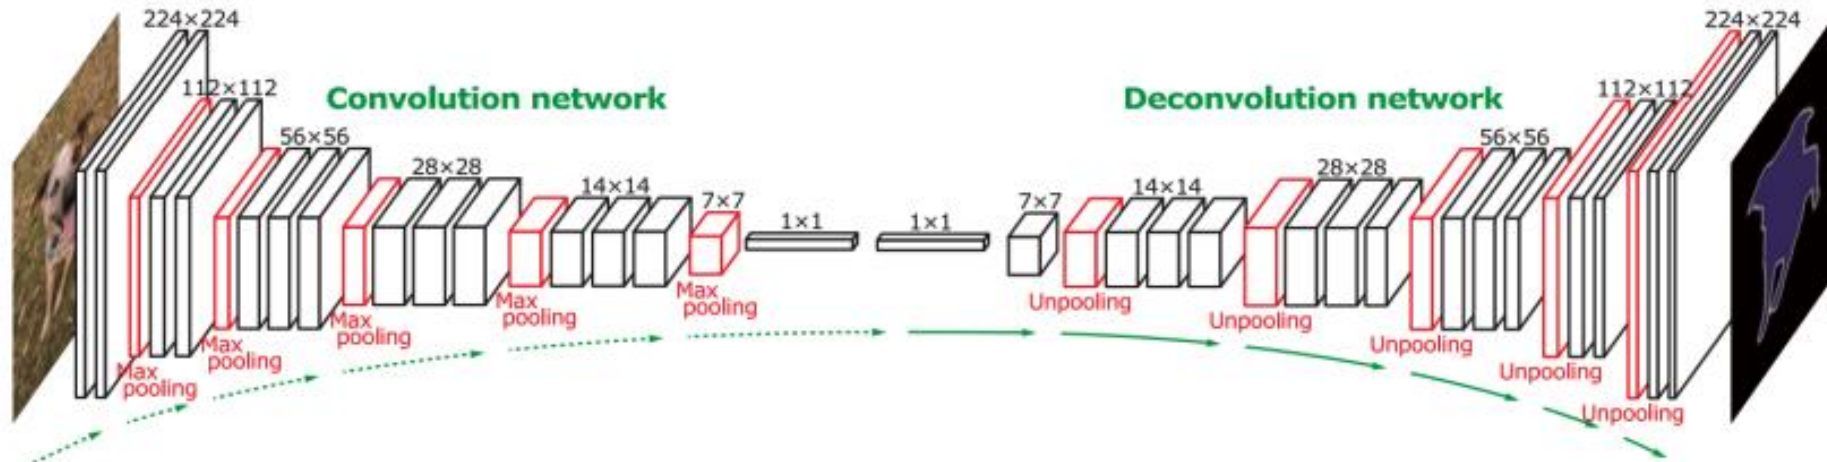 224×224
112×112
Convolution network
56×56
28×28
14×14
7×7
1×1
1×1
7×7
14×14
28×28
Deconvolution network
56×56
112×112
224×224
Max
pooling
Max
pooling
Max
pooling
Max
pooling
Max
pooling
Unpooling
Unpooling
Unpooling
Unpooling
Unpooling